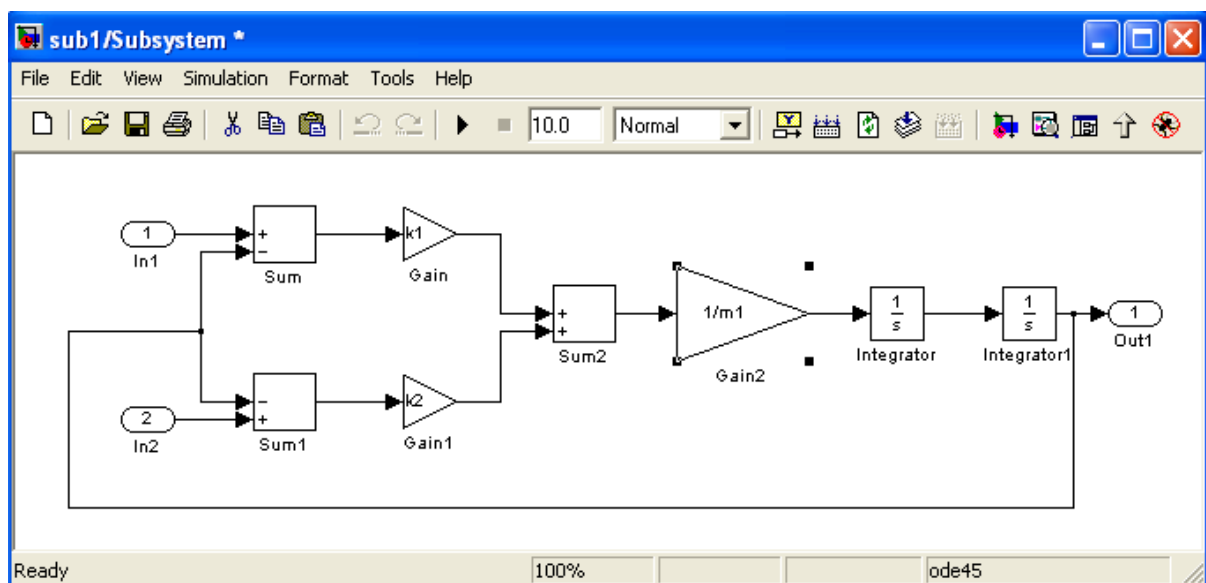 sub1/Subsystem *
File Edit View Simulation Format Tools Help
10.0 Normal
1
In1
+
−
Sum
k1
Gain
+
+
Sum2
1/m1
Gain2
1
s
Integrator
1
s
Integrator1
1
Out1
2
In2
−
+
Sum1
k2
Gain1
Ready 100% ode45